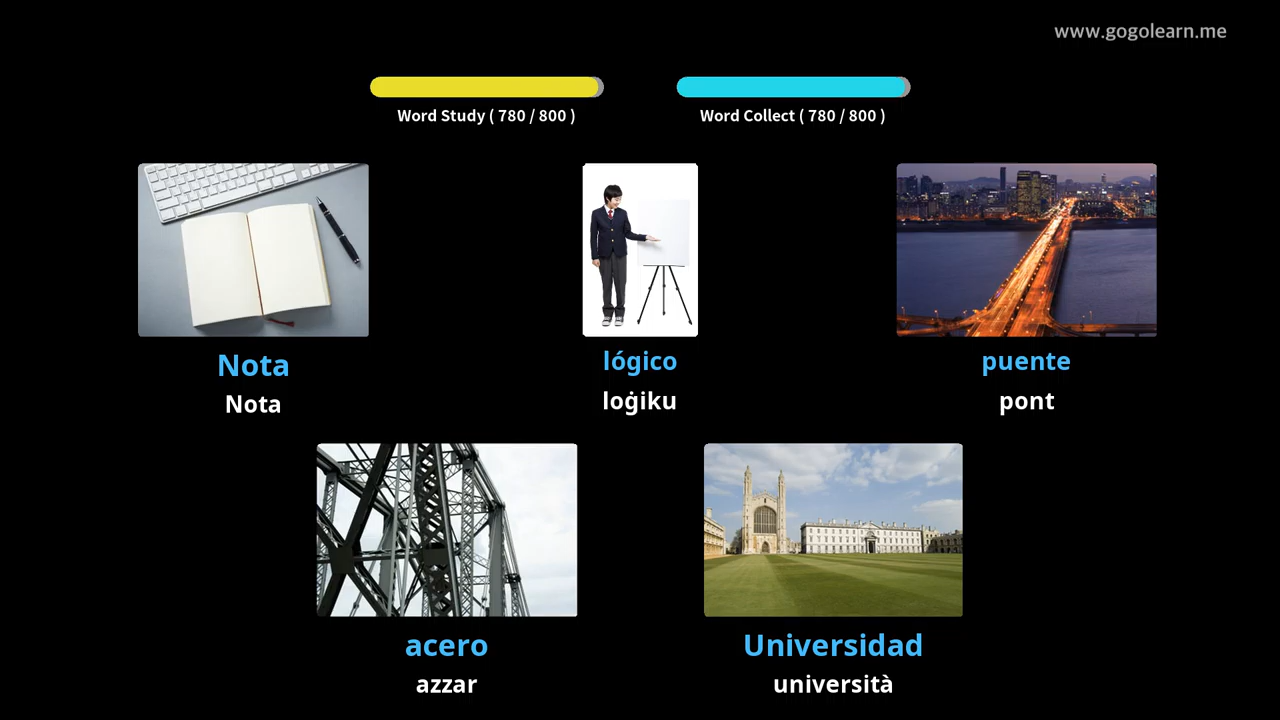 www.gogolearn.me
Word Study ( 780 / 800 )
Word Collect ( 780 / 800 )
Nota
Nota
lógico
loġiku
puente
pont
acero
azzar
Universidad
università